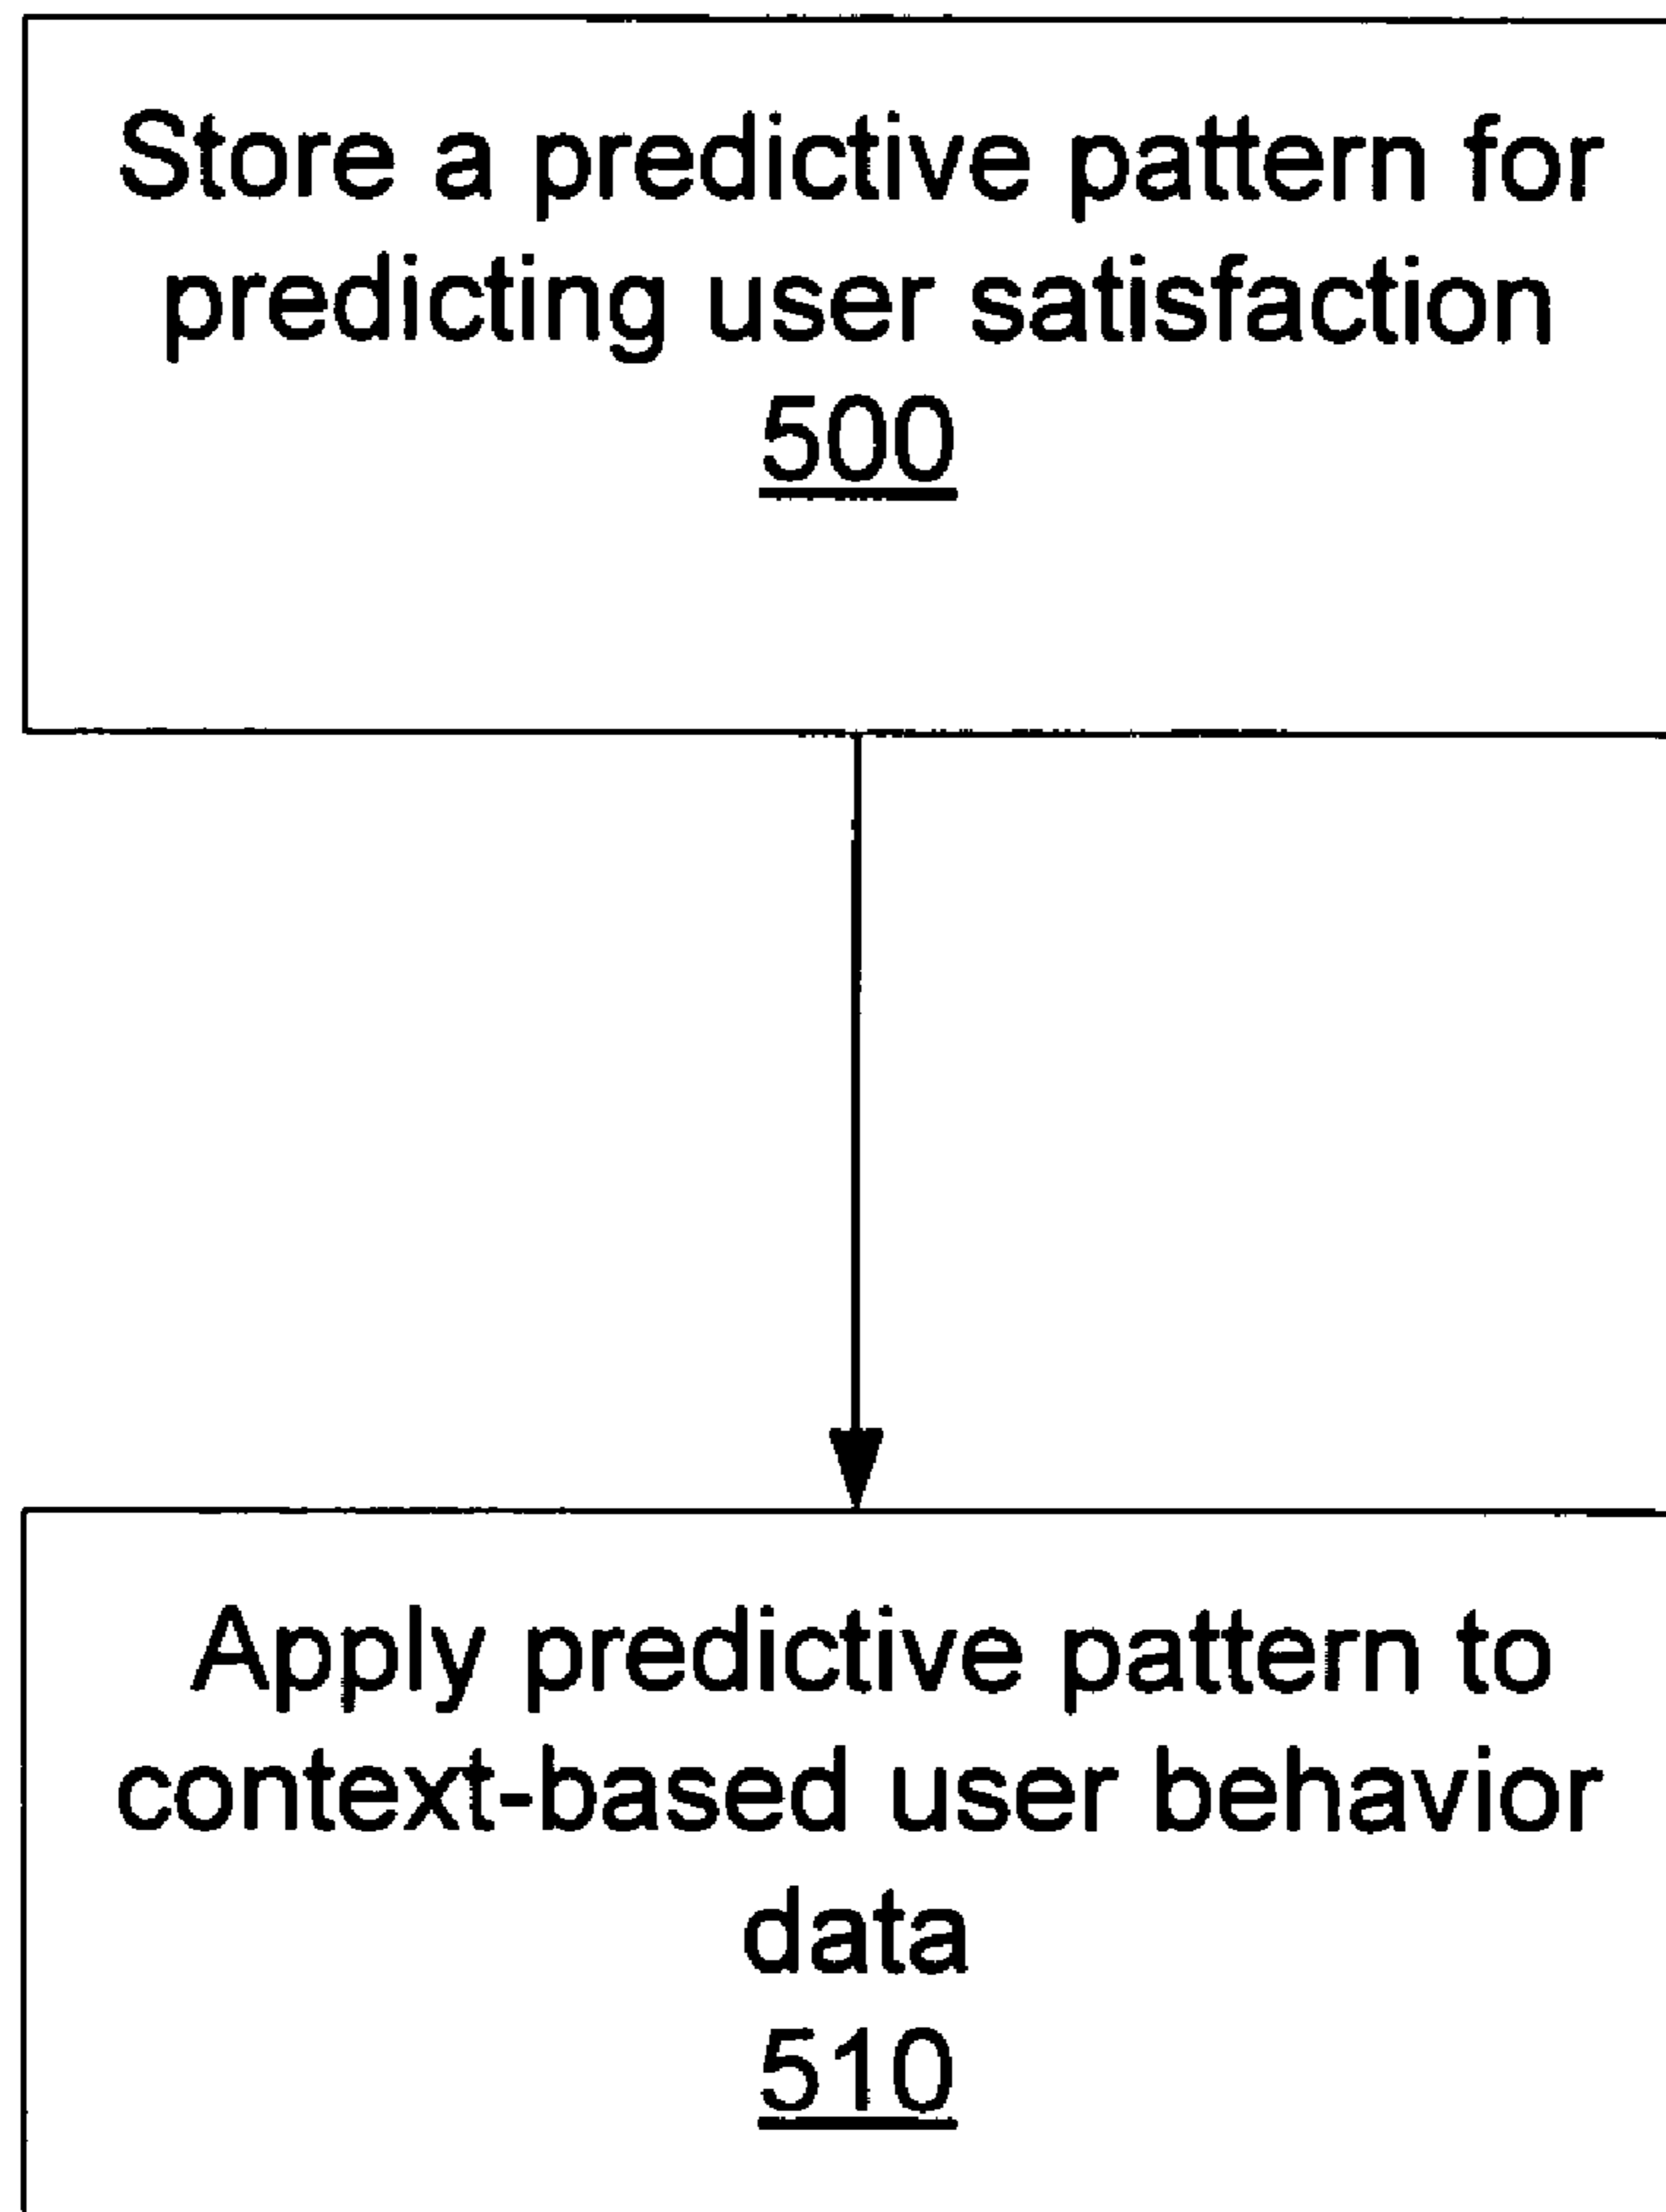 Store a predictive pattern for
predicting user satisfaction
500
Apply predictive pattern to
context-based user behavior
data
510